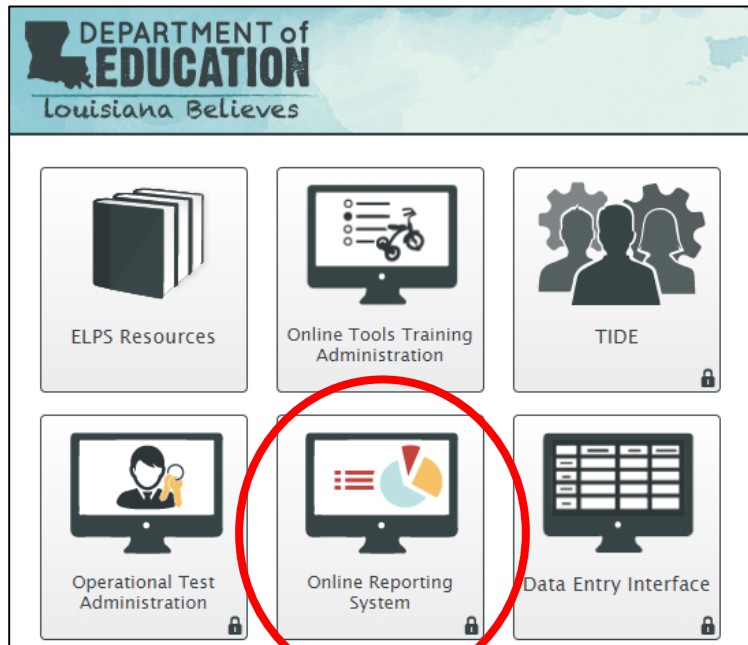 DEPARTMENT of
EDUCATION
Louisiana Believes
ELPS Resources
Online Tools Training
Administration
TIDE
Operational Test
Administration
Online Reporting
System
Data Entry Interface